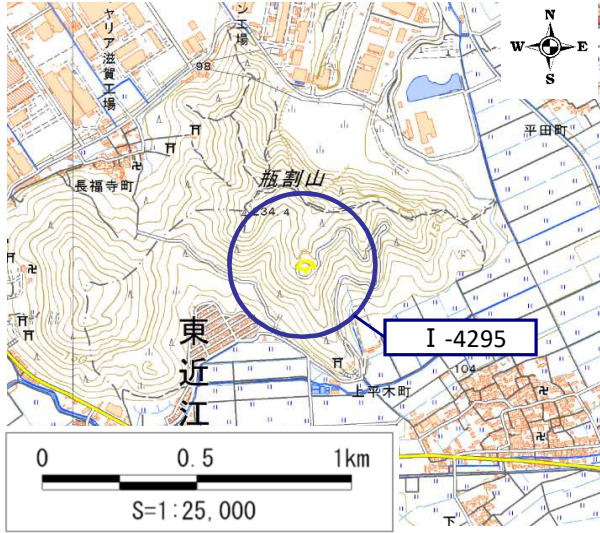 ン工場
ヤリア滋賀工場
N
W E
S
98
平田町
長福寺町
瓶割山
234.4
東近江
I -4295
104
上平木町
0 0.5 1km
S=1:25,000
下